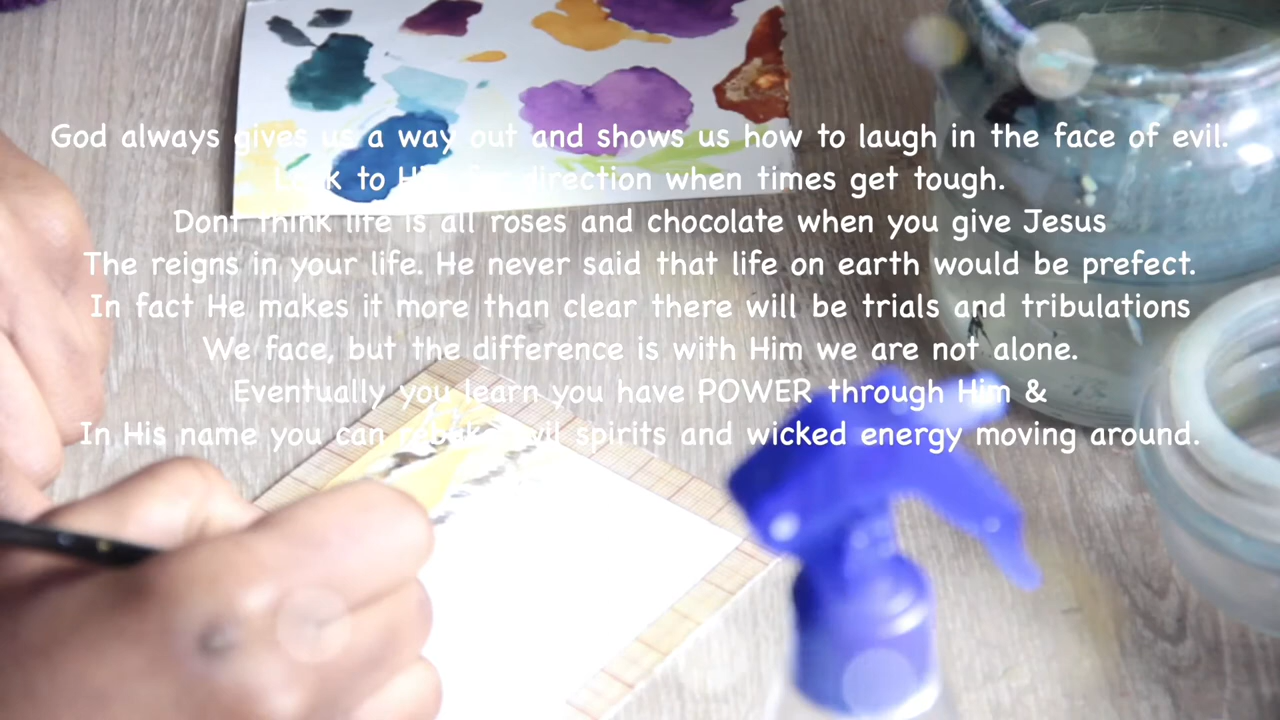 God always gives us a way out and shows us how to laugh in the face of evil.
Look to HIM for direction when times get tough.
Dont think life is all roses and chocolate when you give Jesus
The reigns in your life. He never said that life on earth would be prefect.
In fact He makes it more than clear there will be trials and tribulations
We face, but the difference is with Him we are not alone.
Eventually you learn you have POWER through Him &
In His name you can rebuke evil spirits and wicked energy moving around.